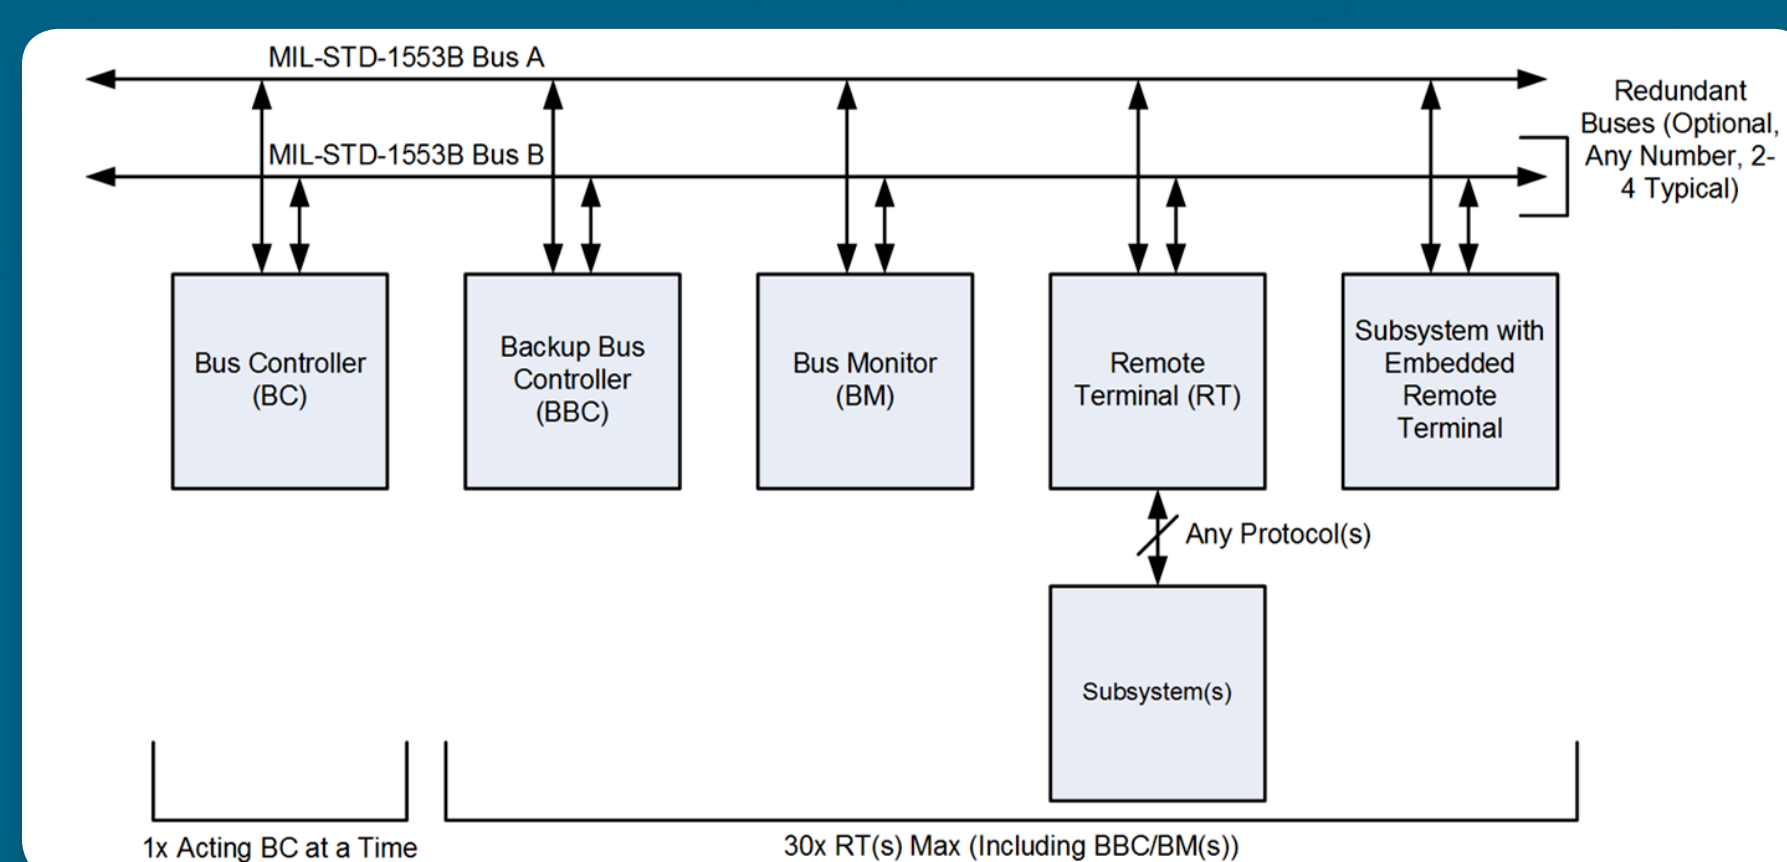 MIL-STD-1553B Bus A
MIL-STD-1553B Bus B
Redundant
Buses (Optional,
Any Number, 2-
4 Typical)
Bus Controller
(BC)
Backup Bus
Controller
(BBC)
Bus Monitor
(BM)
Remote
Terminal (RT)
Subsystem with
Embedded
Remote
Terminal
Any Protocol(s)
Subsystem(s)
1x Acting BC at a Time
30x RT(s) Max (Including BBC/BM(s))